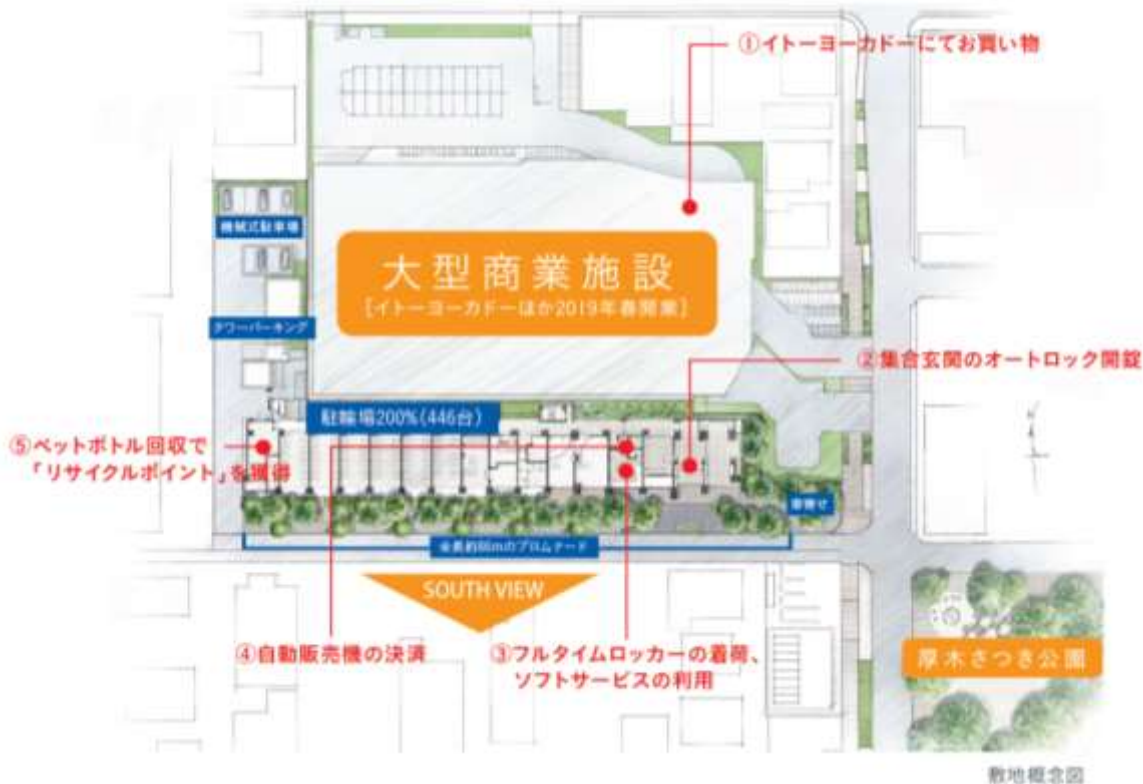 ①イトーヨーカドーにてお買い物
機械式駐車場
大型商業施設
[イトーヨーカドーほか2019年春開業]
タワーパーキング
②集合玄関のオートロック開錠
駐輪場200%(446台)
⑤ペットボトル回収で
「リサイクルポイント」を獲得
車寄せ
SOUTH VIEW
④自動販売機の決済
③フルタイムロッカーの着荷、
ソフトサービスの利用
厚木さつき公園
敷地概念図